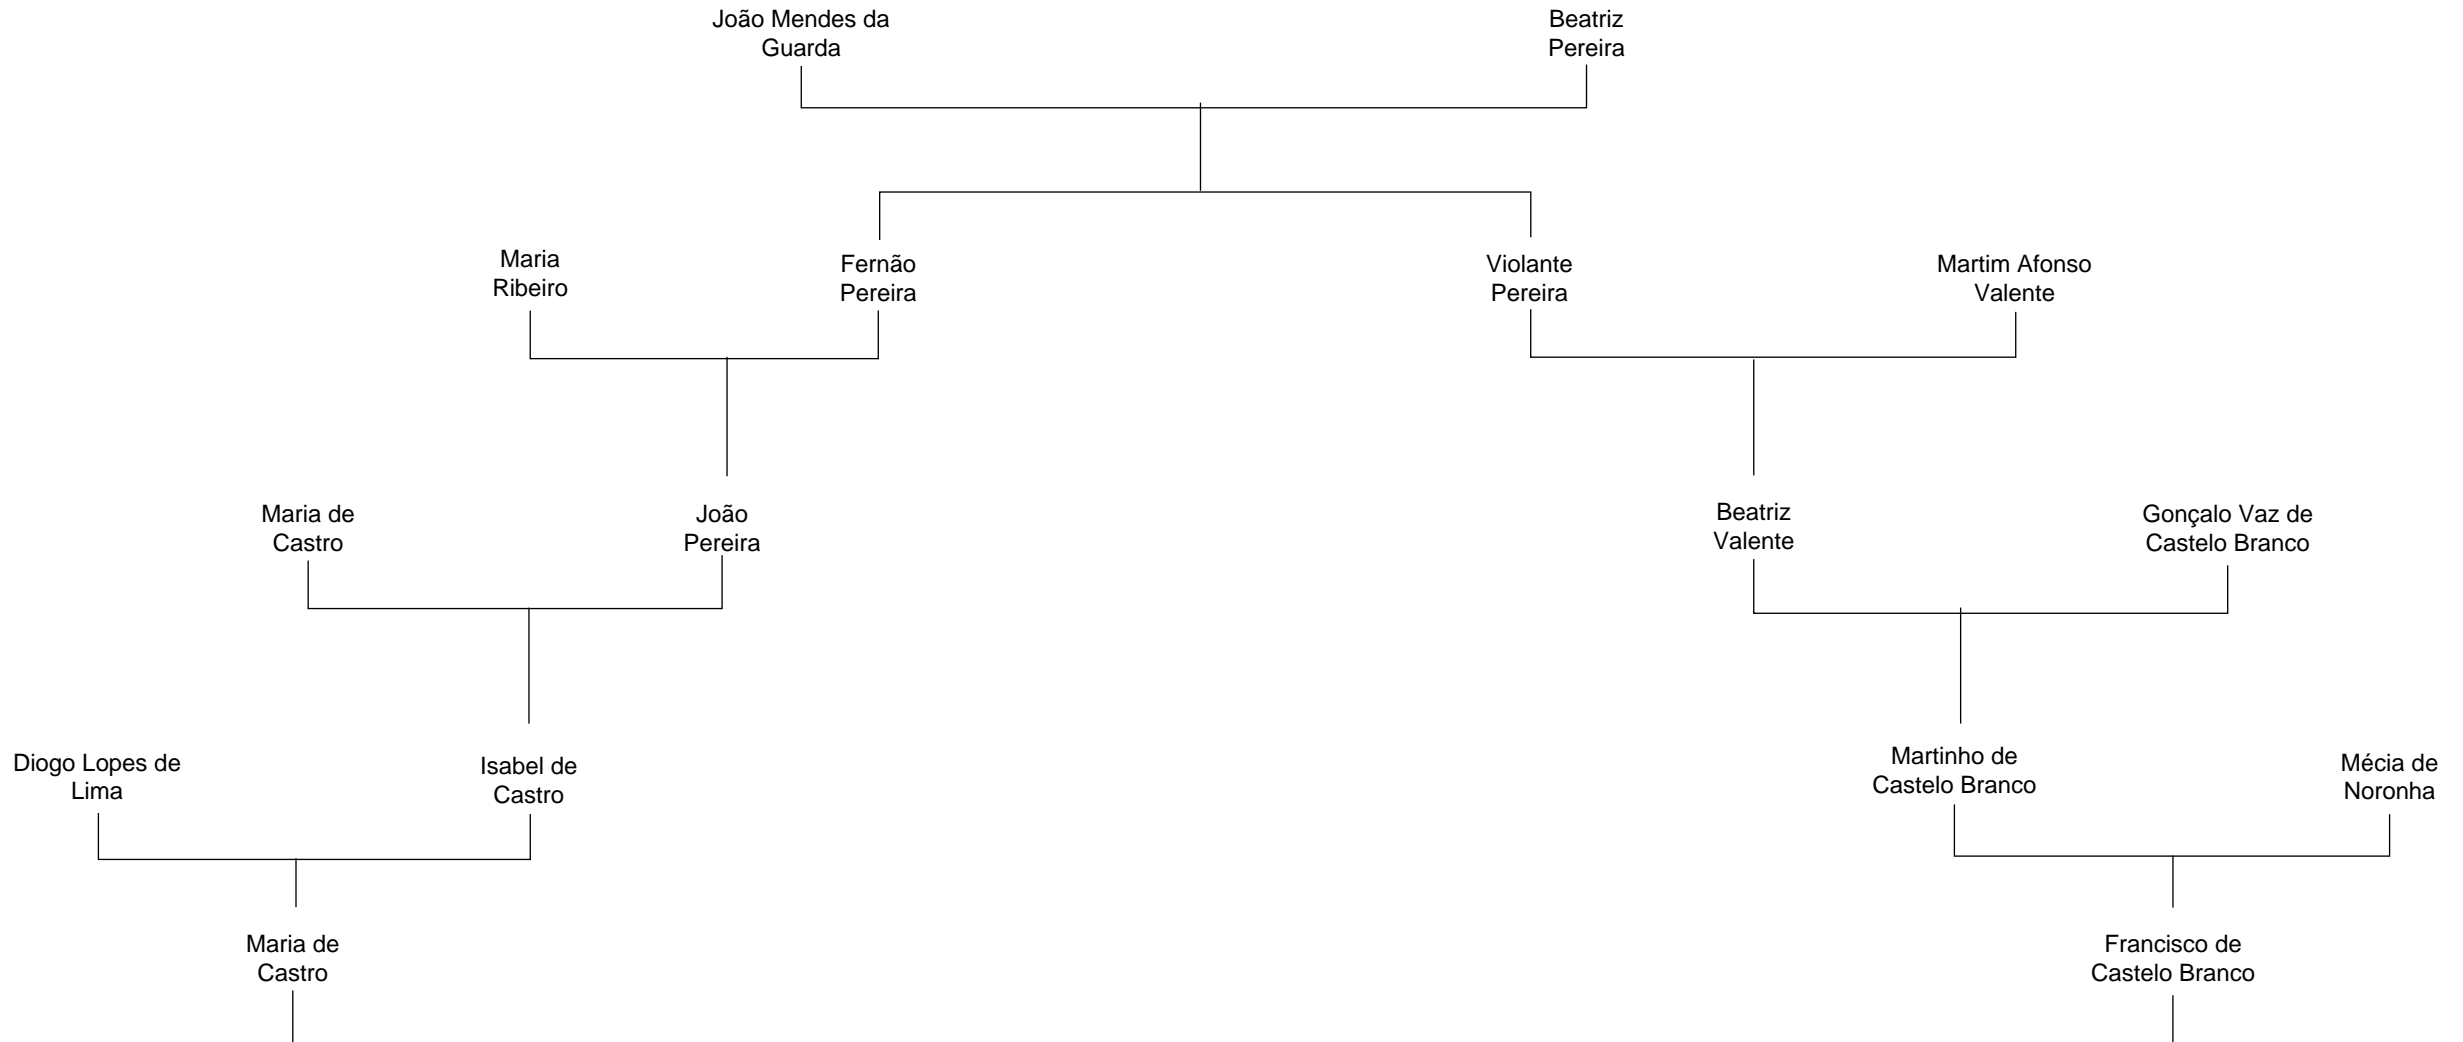 João Mendes da
Guarda
Beatriz
Pereira
Maria
Ribeiro
Fernão
Pereira
Violante
Pereira
Martim Afonso
Valente
Maria de
Castro
João
Pereira
Beatriz
Valente
Gonçalo Vaz de
Castelo Branco
Diogo Lopes de
Lima
Isabel de
Castro
Martinho de
Castelo Branco
Mécia de
Noronha
Maria de
Castro
Francisco de
Castelo Branco